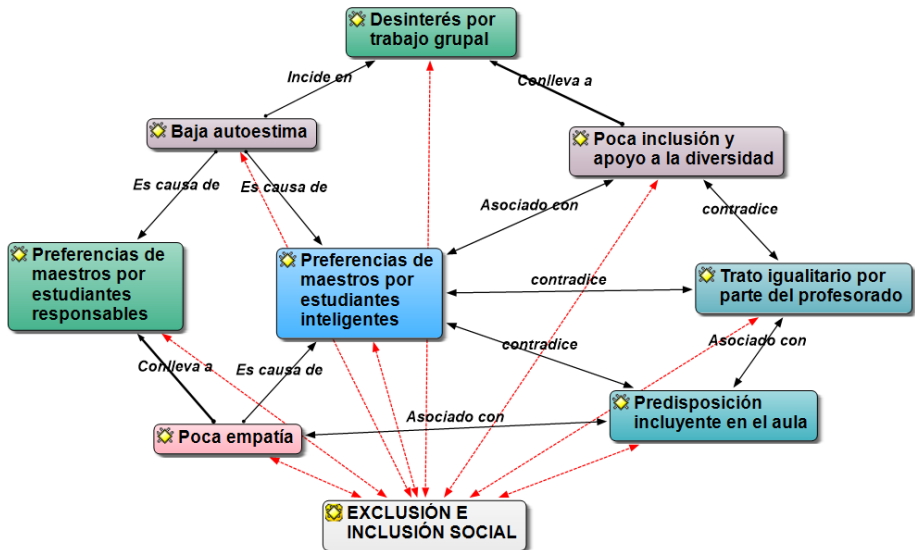 Desinterés por
trabajo grupal
Incide en
Conlleva a
Baja autoestima
Poca inclusión y
apoyo a la diversidad
Es causa de
Es causa de
Asociado con
contradice
Preferencias de
maestros por
estudiantes
responsables
Preferencias de
maestros por
estudiantes
inteligentes
contradice
Trato igualitario por
parte del profesorado
contradice
Asociado con
Conlleva a
Es causa de
Predisposición
incluyente en el aula
Asociado con
Poca empatía
EXCLUSIÓN E
INCLUSIÓN SOCIAL